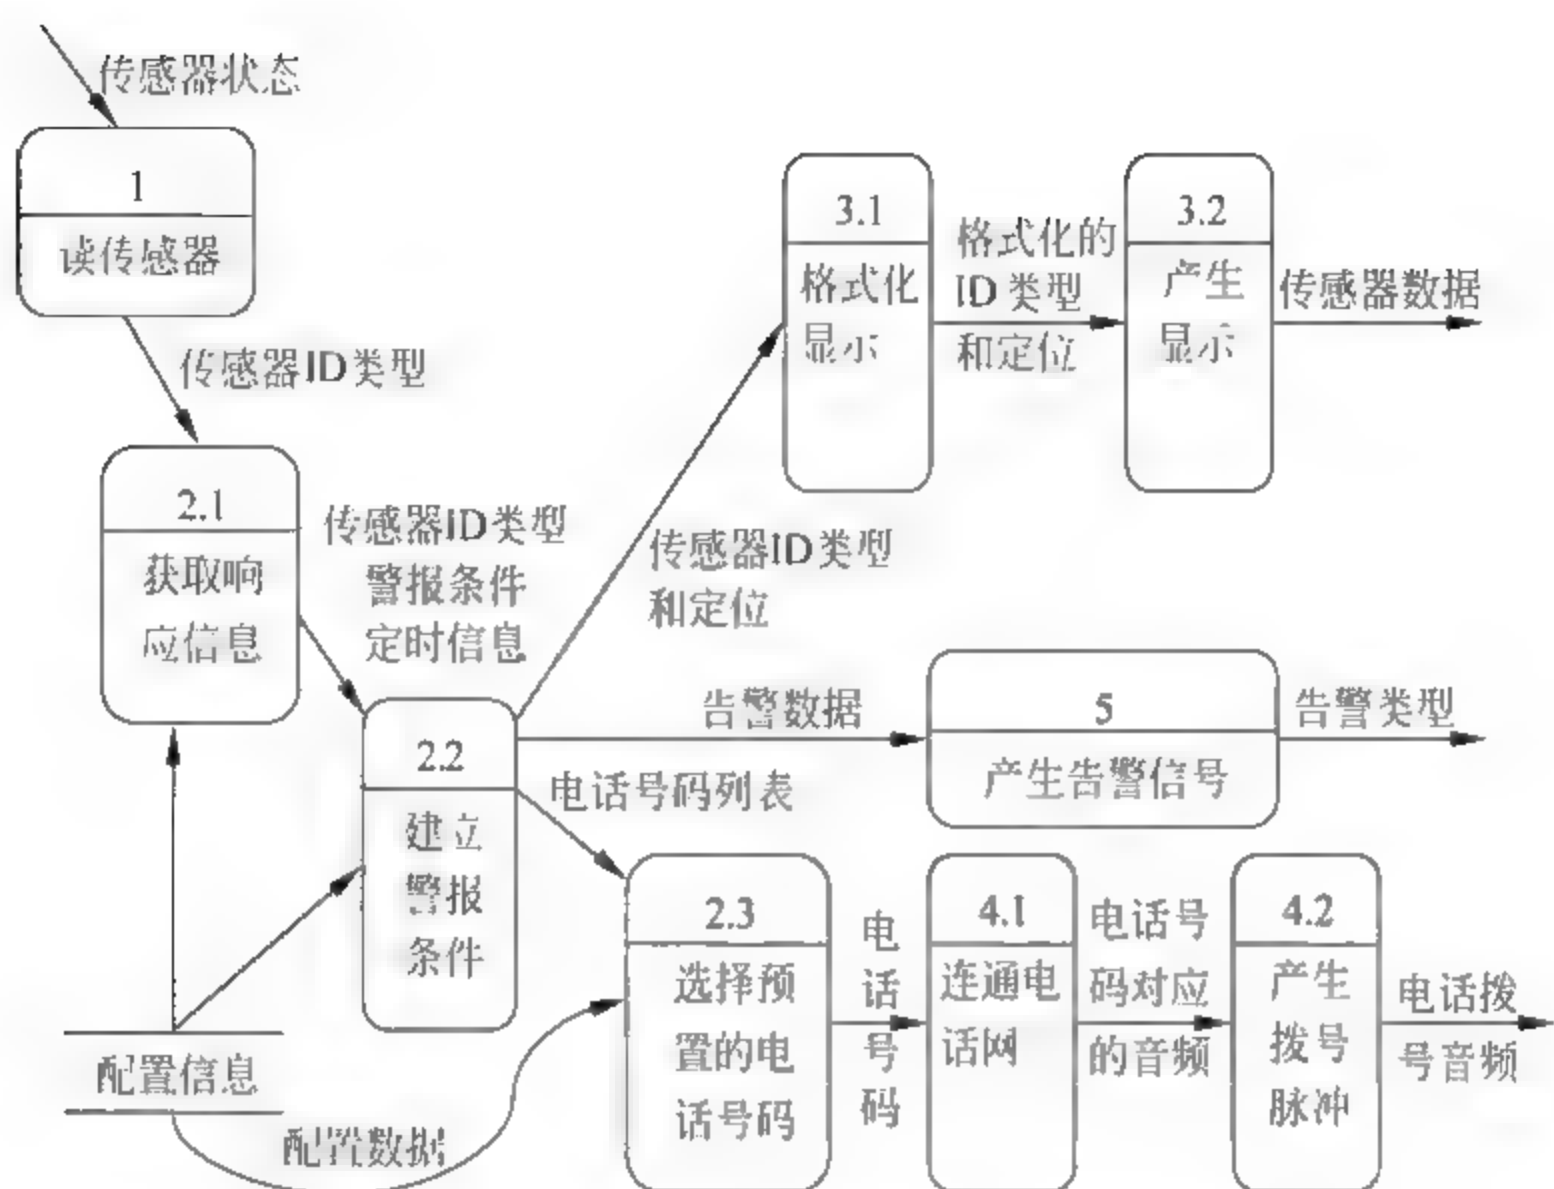 传感器状态
1
读传感器
传感器ID类型
2.1
获取响
应信息
传感器ID类型
警报条件
定时信息
2.2
建立
警报
条件
配置信息
配置数据
传感器ID类型
和定位
3.1
格式化
显示
格式化的
ID 类型
和定位
3.2
产生
显示
传感器数据
告警数据
5
产生告警信号
告警类型
电话号码列表
2.3
选择预
置的电
话号码
电
话
号
码
4.1
连通电
话网
电话号
码对应
的音频
4.2
产生
拨号
脉冲
电话拨
号音频